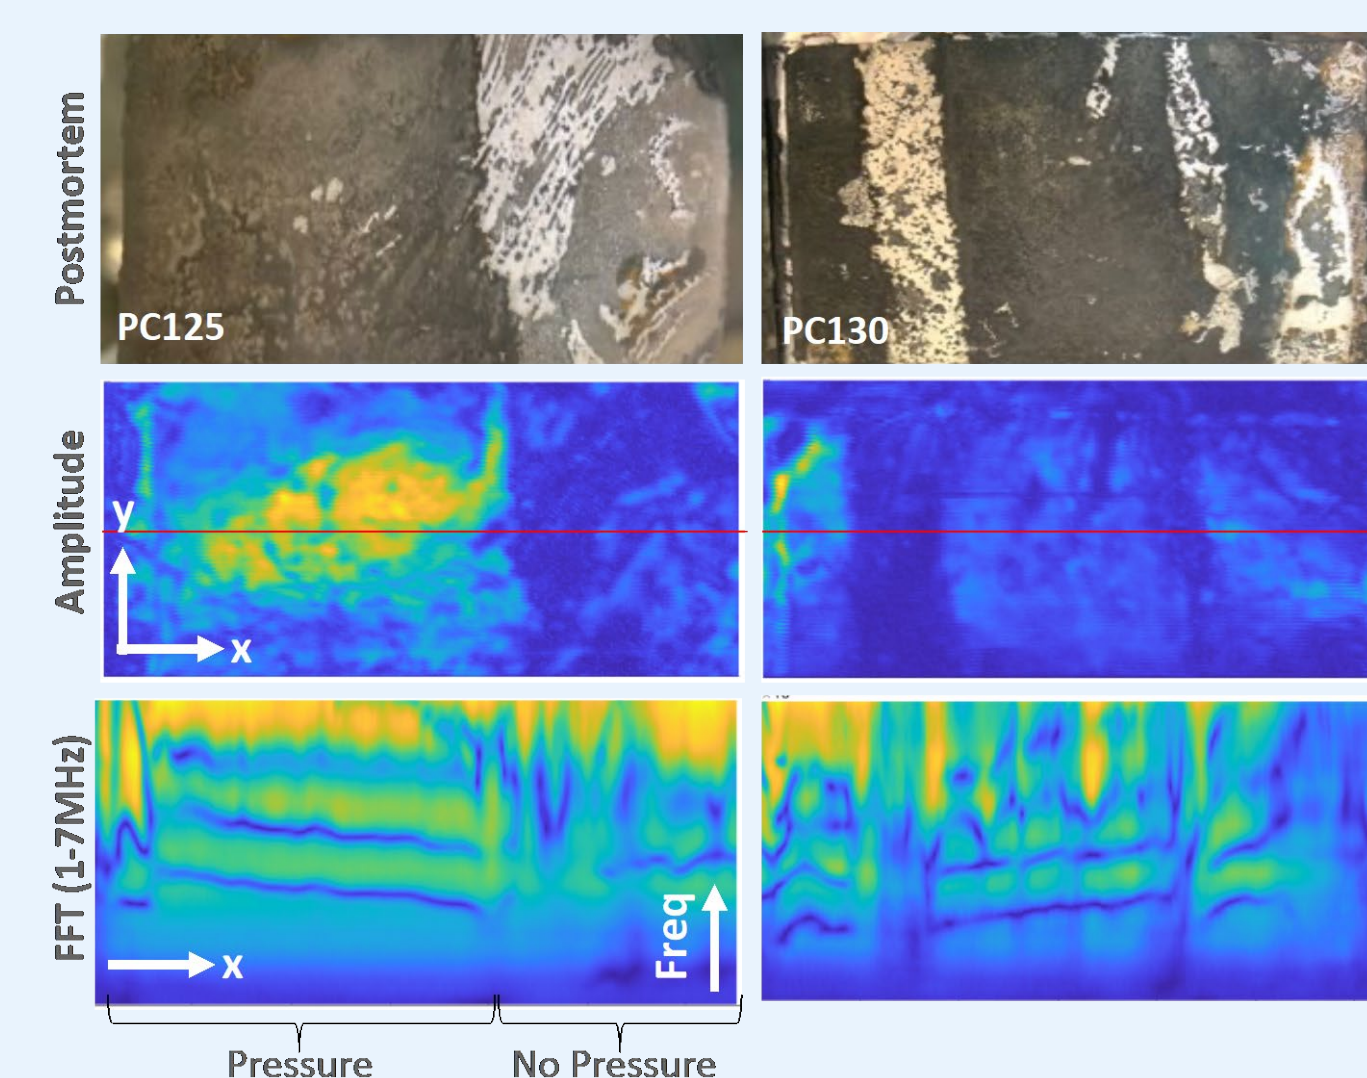 Postmortem
PC125
PC130
Amplitude
y
x
FFT (1-7MHz)
x
Freq
Pressure
No Pressure